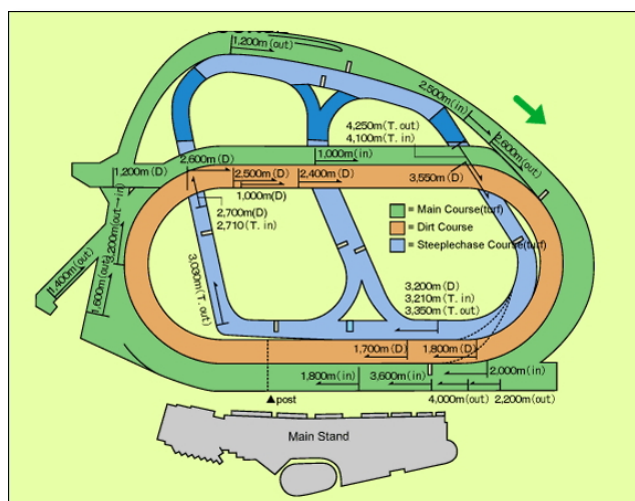 1,200m(out)
2,500m(in)
2,600m(out)
4,250m(T. out)
4,100m(T. in)
1,000m(in)
1,200m(D)
2,600m(D)
2,500m(D)
2,400m(D)
3,550m(D)
1,000m(D)
2,700m(D)
2,710(T. in)
= Main Course(turf)
= Dirt Course
= Steeplechase Course(turf)
3,200m(out→in)
1,400m(out)
1,600m(out)
3,030m(T. out)
3,200m(D)
3,210m(T. in)
3,350m(T. out)
1,700m(D)
1,800m(D)
1,800m(in)
3,600m(in)
2,000m(in)
4,000m(out)
2,200m(out)
▲post
Main Stand